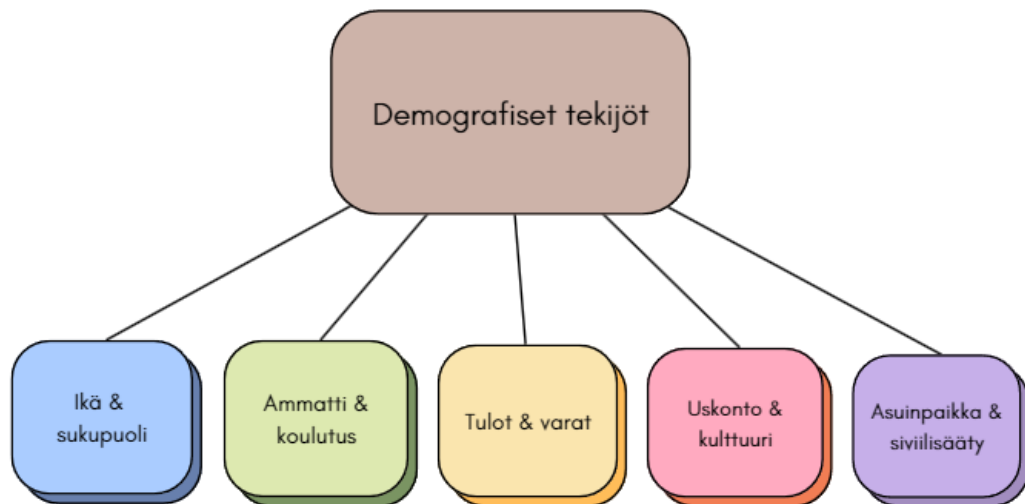 Demografiset tekijöt
Ikä &
sukupuoli
Ammatti &
koulutus
Tulot & varat
Uskonto &
kulttuuri
Asuinpaikka &
siviilisääty